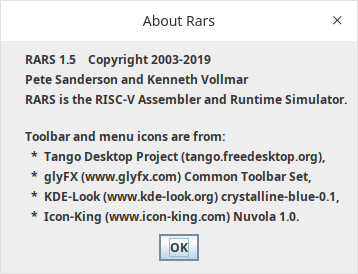 About Rars
×
RARS 1.5    Copyright 2003-2019
Pete Sanderson and Kenneth Vollmar
RARS is the RISC-V Assembler and Runtime Simulator.
Toolbar and menu icons are from:
* Tango Desktop Project (tango.freedesktop.org),
* glyFX (www.glyfx.com) Common Toolbar Set,
* KDE-Look (www.kde-look.org) crystalline-blue-0.1,
* Icon-King (www.icon-king.com) Nuvola 1.0.
OK